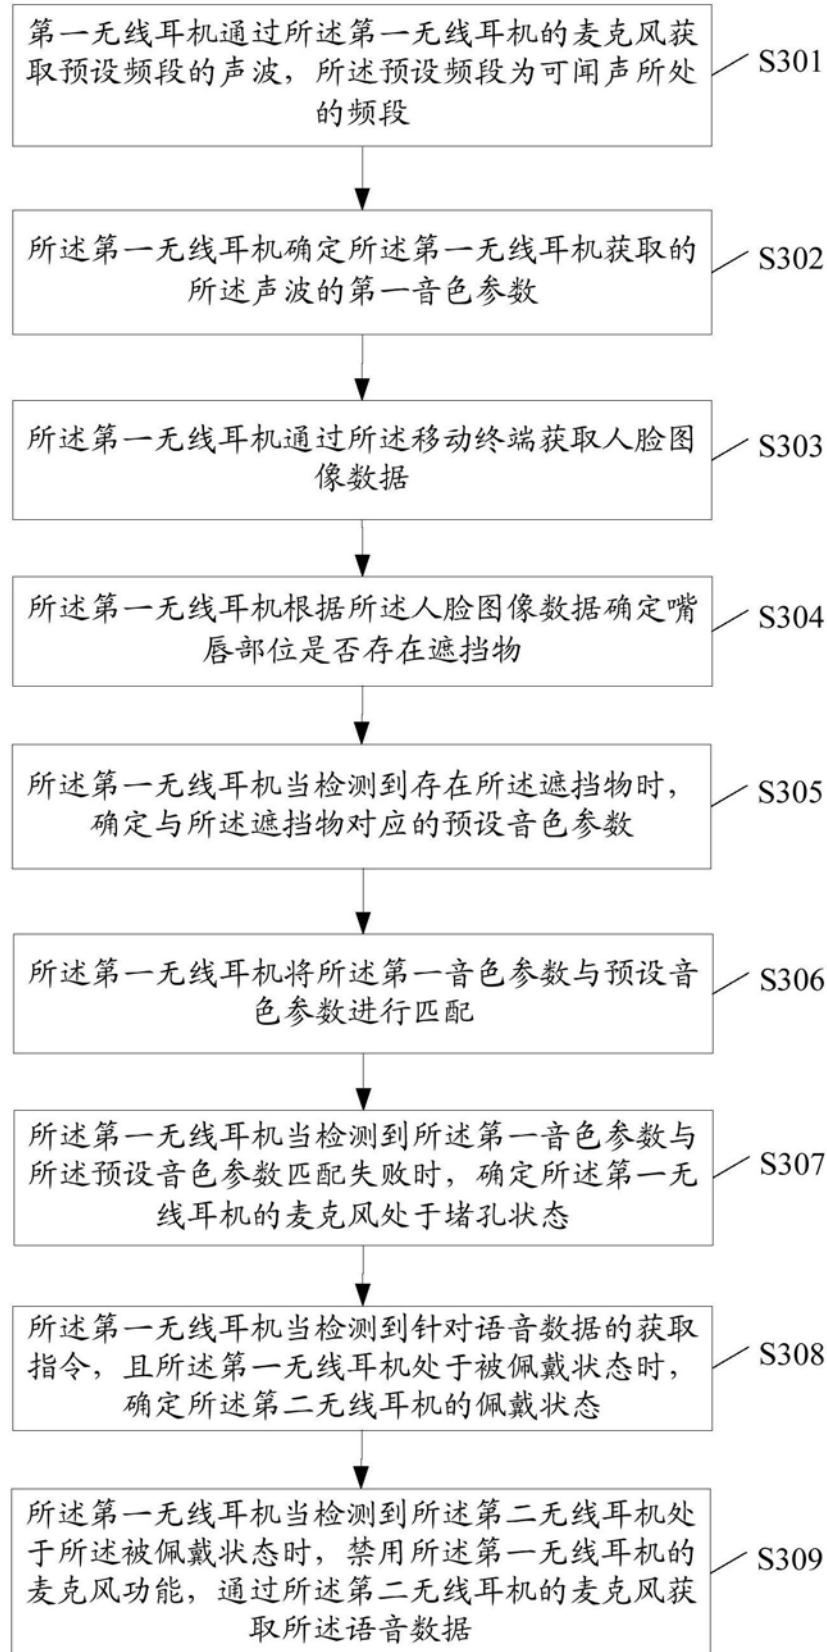 第一无线耳机通过所述第一无线耳机的麦克风获
取预设频段的声波，所述预设频段为可闻声所处
的频段
S301
所述第一无线耳机确定所述第一无线耳机获取的
所述声波的第一音色参数
S302
所述第一无线耳机通过所述移动终端获取人脸图
像数据
S303
所述第一无线耳机根据所述人脸图像数据确定嘴
唇部位是否存在遮挡物
S304
所述第一无线耳机当检测到存在所述遮挡物时，
确定与所述遮挡物对应的预设音色参数
S305
所述第一无线耳机将所述第一音色参数与预设音
色参数进行匹配
S306
所述第一无线耳机当检测到所述第一音色参数与
所述预设音色参数匹配失败时，确定所述第一无
线耳机的麦克风处于堵孔状态
S307
所述第一无线耳机当检测到针对语音数据的获取
指令，且所述第一无线耳机处于被佩戴状态时，
确定所述第二无线耳机的佩戴状态
S308
所述第一无线耳机当检测到所述第二无线耳机处
于所述被佩戴状态时，禁用所述第一无线耳机的
麦克风功能，通过所述第二无线耳机的麦克风获
取所述语音数据
S309